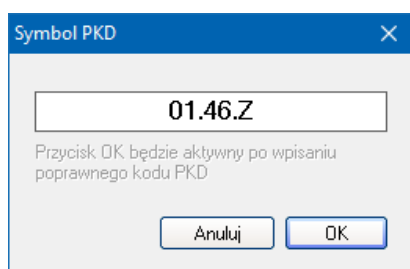 Symbol PKD
01.46.Z
Przycisk OK będzie aktywny po wpisaniu
poprawnego kodu PKD
Anuluj OK